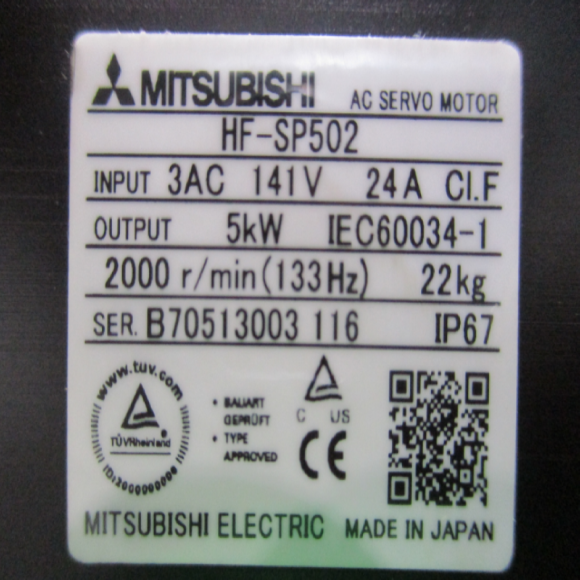 MITSUBISHI AC SERVO MOTOR
HF-SP502
INPUT 3AC 141V 24A Cl.F
OUTPUT 5kW IEC60034-1
2000 r/min(133Hz) 22kg
SER. B70513003 116 IP67
www.tuv.com
TÜVRheinland
• BAUART
GEPRÜFT
• TYPE
APPROVED
C US
CE
MITSUBISHI ELECTRIC MADE IN JAPAN